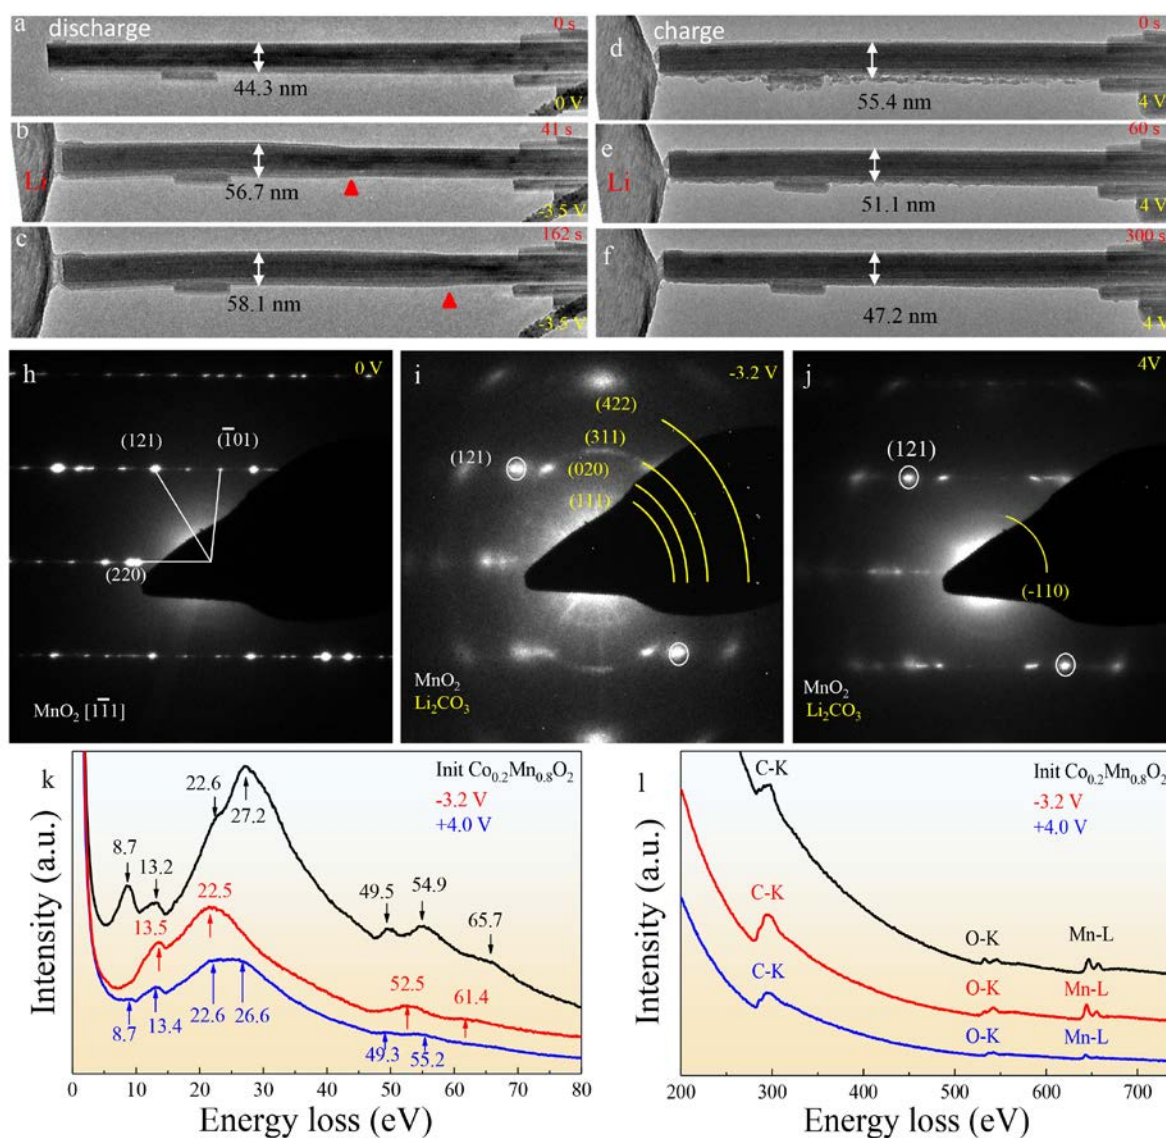 a
discharge
0 s
44.3 nm
0 V
b
41 s
Li
56.7 nm
-3.5 V
c
162 s
58.1 nm
-3.5 V
d
charge
0 s
55.4 nm
4 V
e
60 s
Li
51.1 nm
4 V
f
300 s
47.2 nm
4V
h
0 V
(121)
(1̄01)
(220)
MnO₂ [11̄1]
i
-3.2 V
(422)
(311)
(121)
(020)
(111)
MnO₂
Li₂CO₃
j
4V
(121)
(-110)
MnO₂
Li₂CO₃
k
Init Co₀.₂Mn₀.₈O₂
-3.2 V
+4.0 V
22.6
27.2
8.7
13.2
49.5
54.9
65.7
13.5
22.5
52.5
61.4
8.7
13.4
22.6
26.6
49.3
55.2
Intensity (a.u.)
0 10 20 30 40 50 60 70 80
Energy loss (eV)
l
Init Co₀.₂Mn₀.₈O₂
-3.2 V
+4.0 V
C-K
O-K
Mn-L
C-K
O-K
Mn-L
C-K
O-K
Mn-L
Intensity (a.u.)
200 300 400 500 600 700
Energy loss (eV)